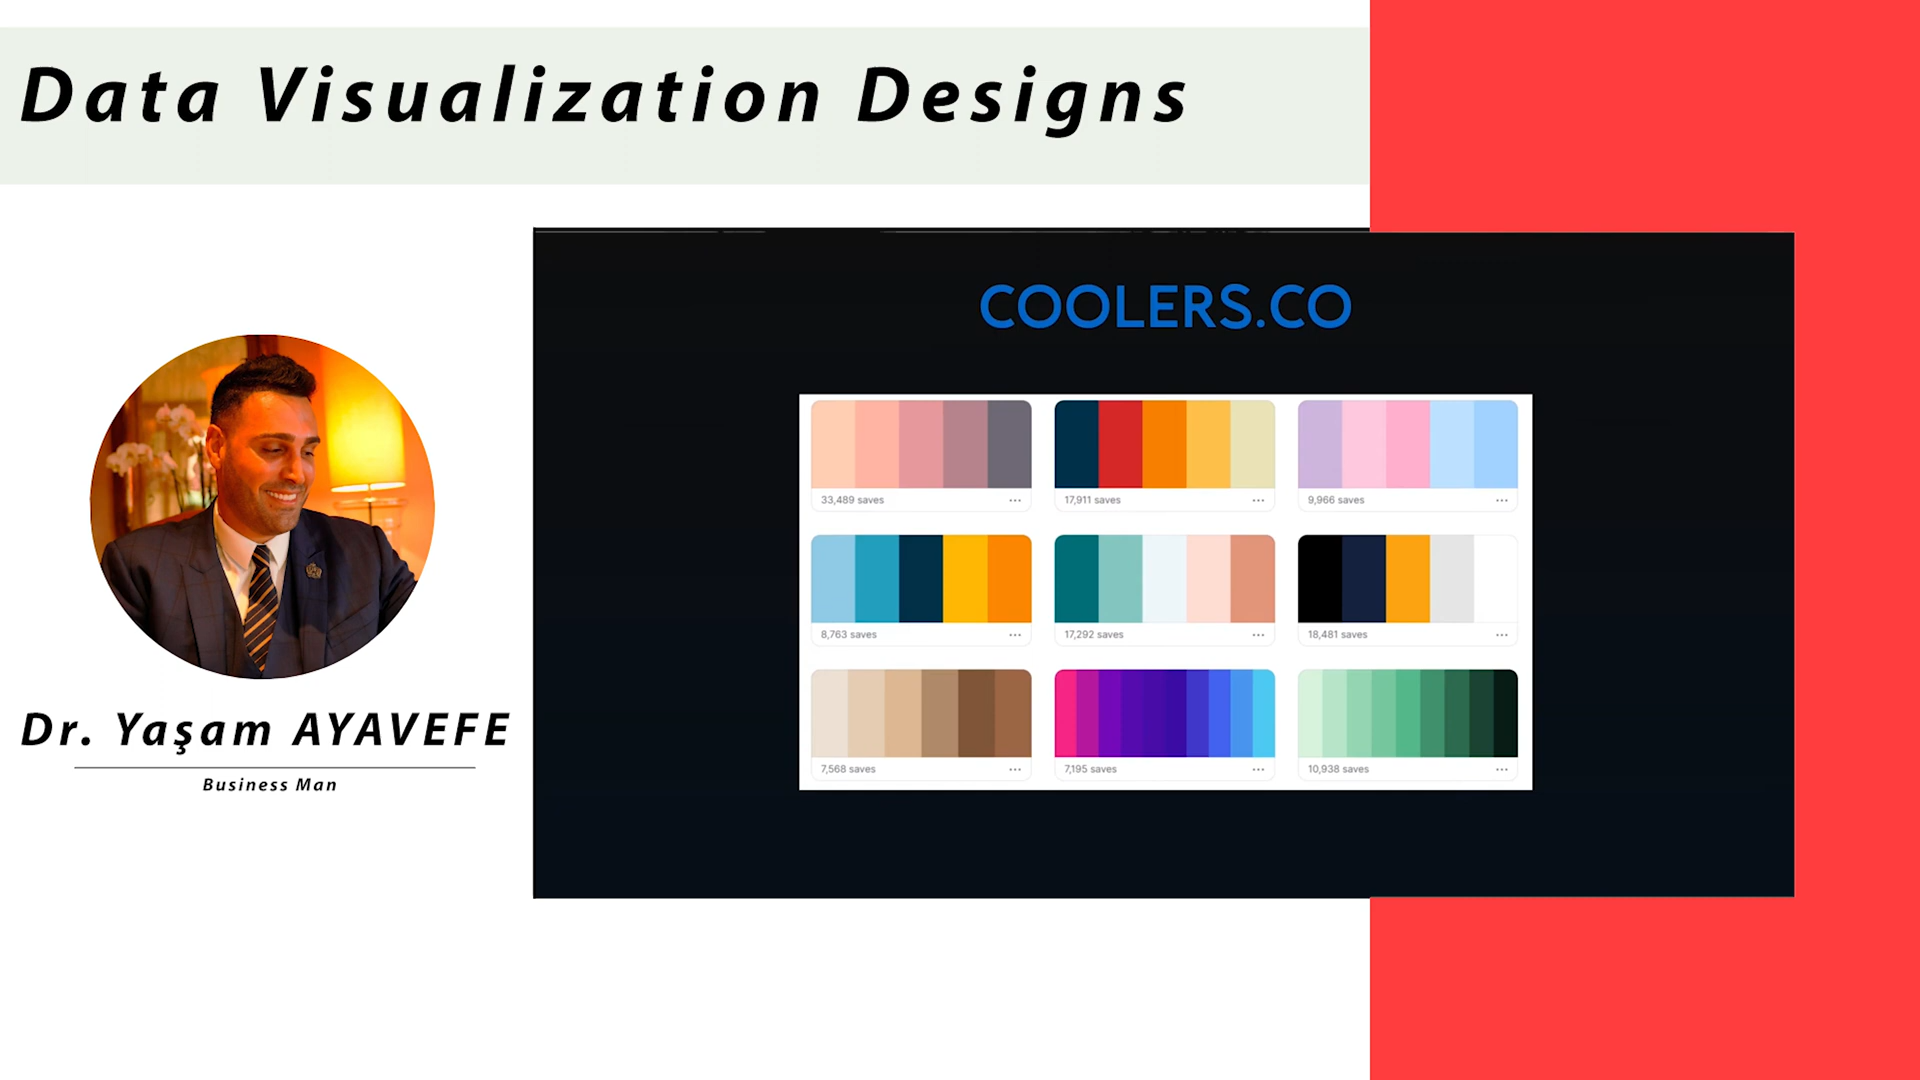 Data Visualization Designs
COOLERS.CO
33,489 saves
17,911 saves
9,966 saves
8,763 saves
17,292 saves
18,481 saves
7,568 saves
7,195 saves
10,938 saves
Dr. Yaşam AYAVEFE
Business Man